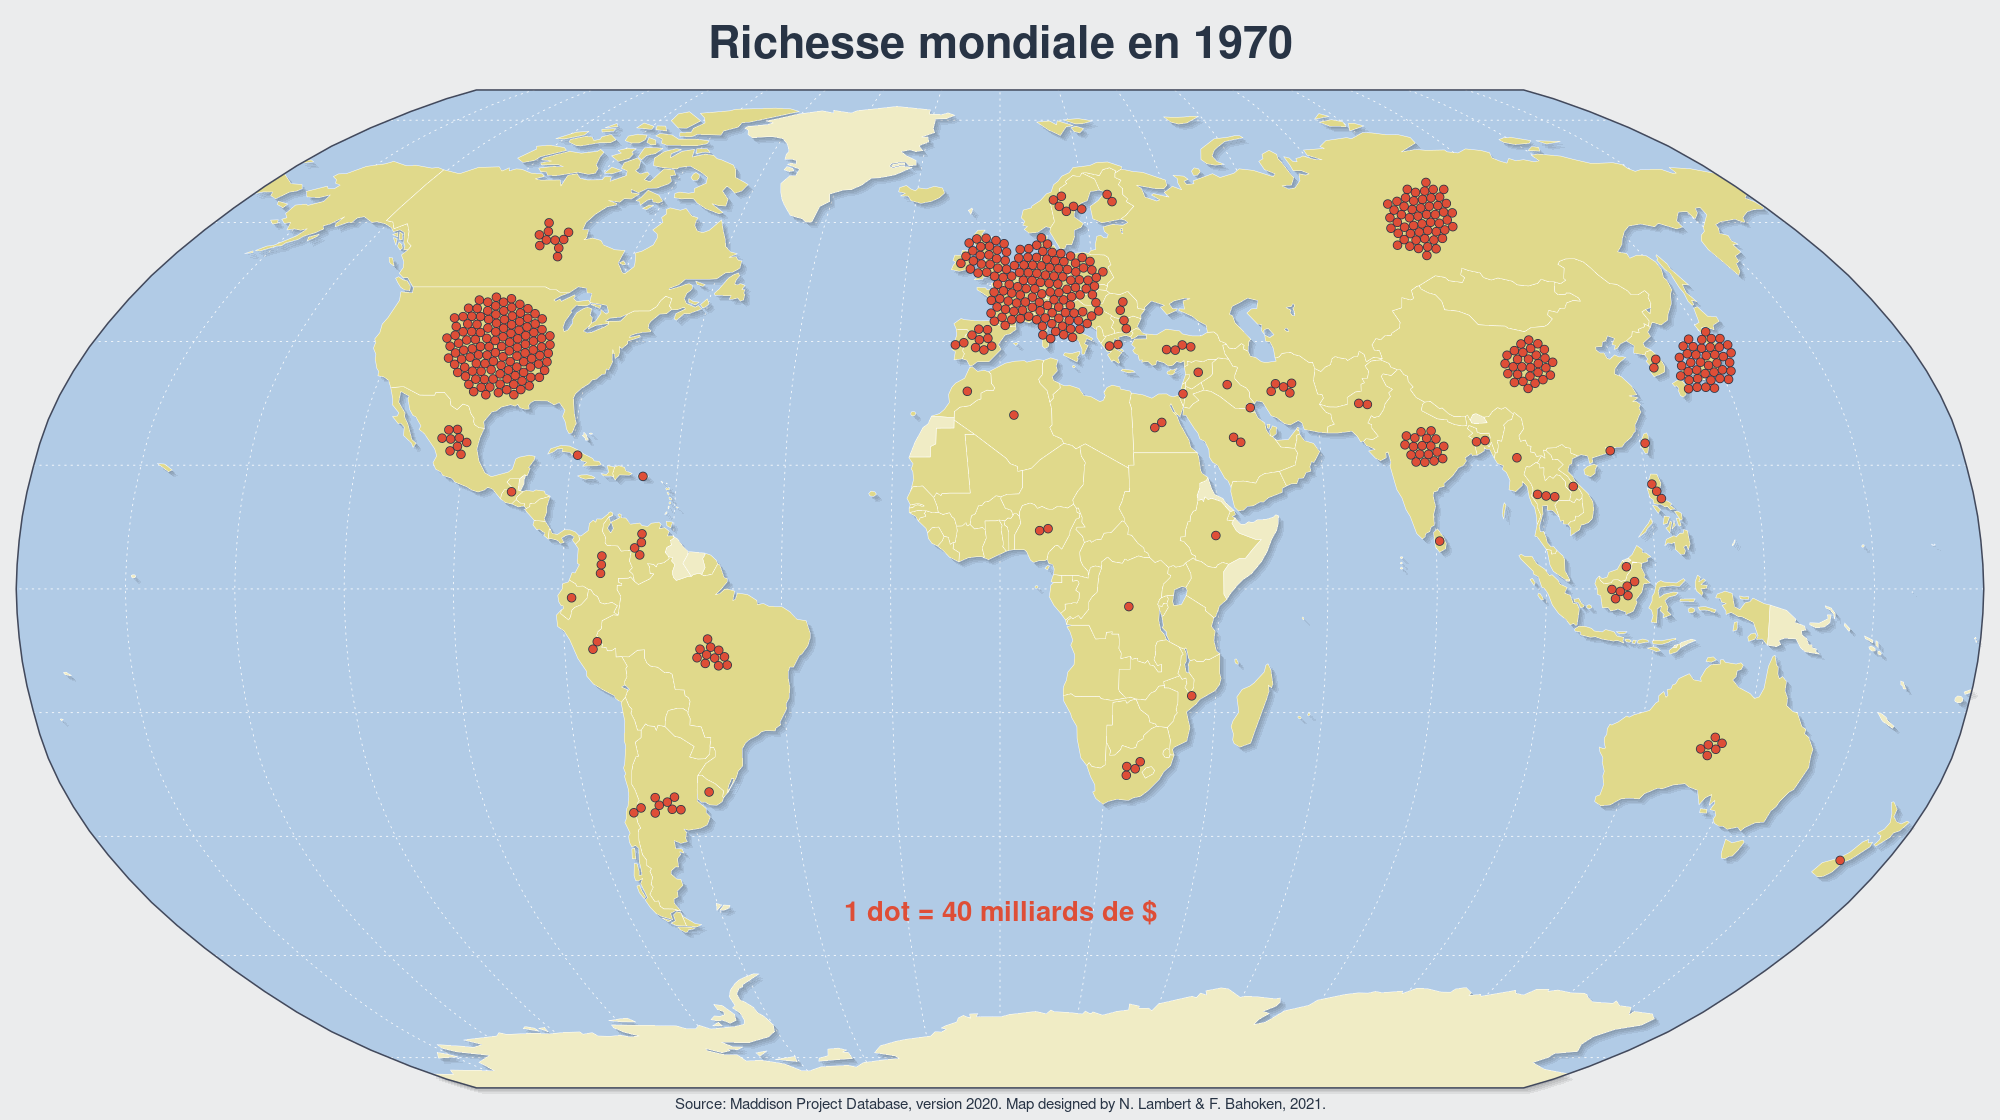 Richesse mondiale en 1970
1 dot = 40 milliards de $
Source: Maddison Project Database, version 2020. Map designed by N. Lambert & F. Bahoken, 2021.